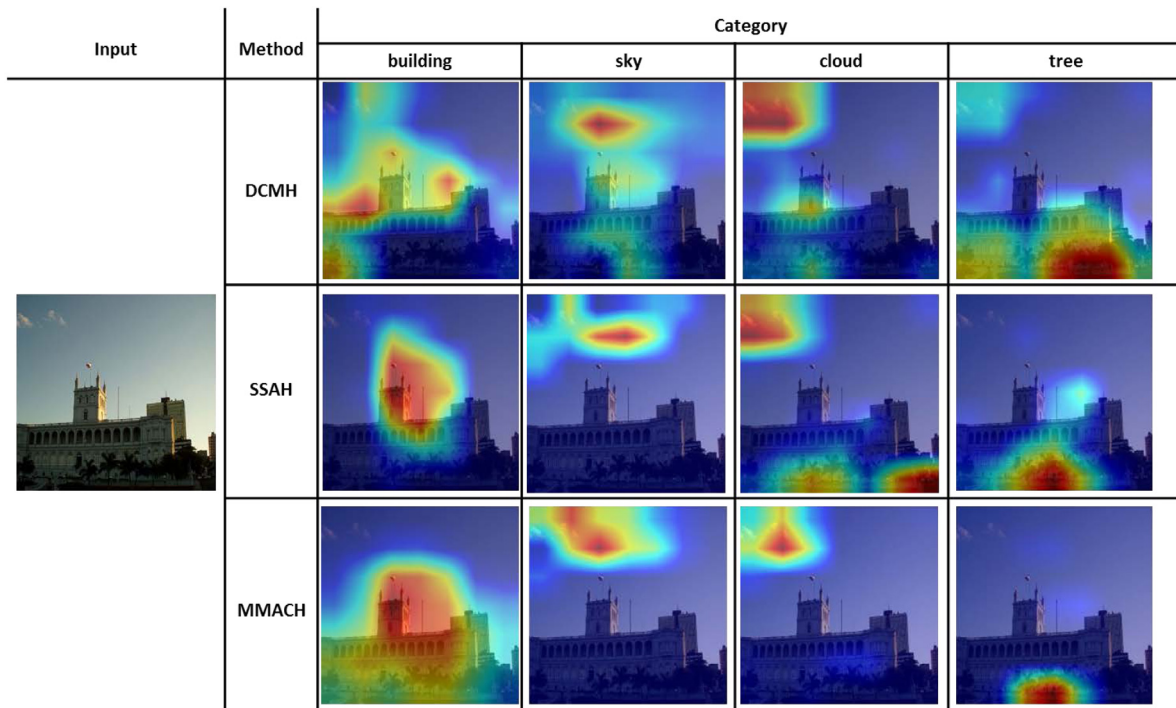 Input
Method
Category
building
sky
cloud
tree
DCMH
SSAH
MMACH